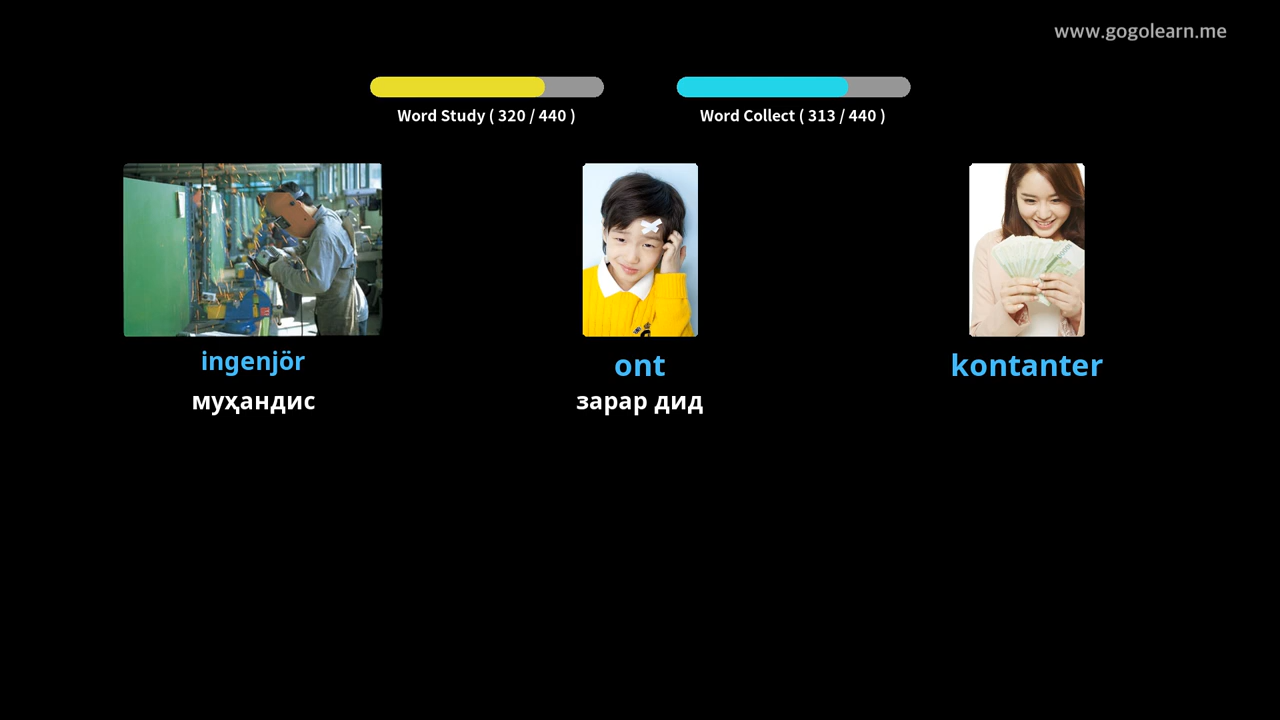 www.gogolearn.me
Word Study ( 320 / 440 )
Word Collect ( 313 / 440 )
ingenjör
ont
kontanter
муҳандис
зарар дид